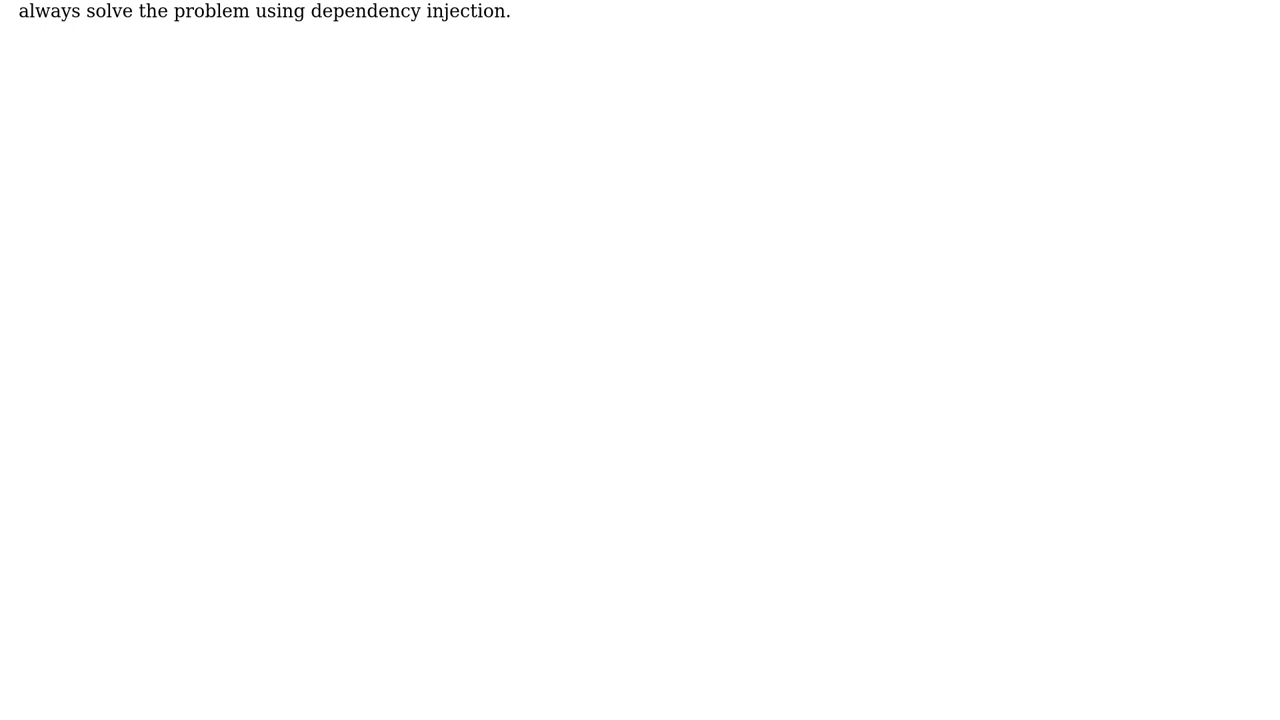 always solve the problem using dependency injection.